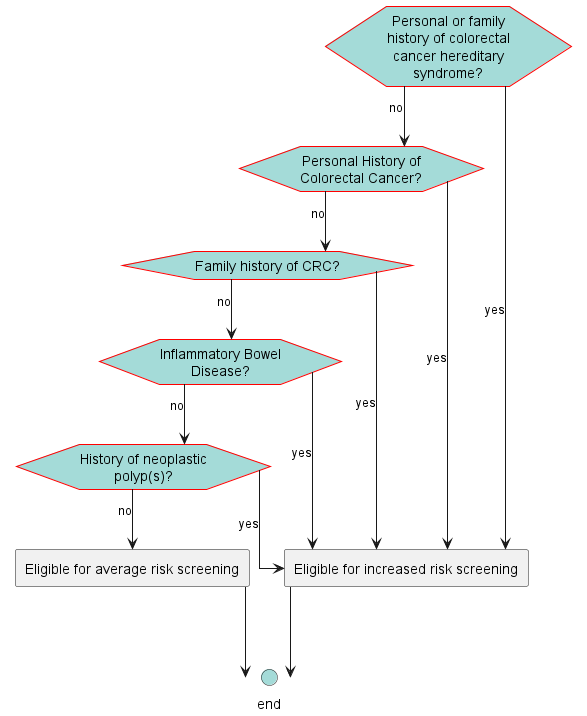 Personal or family
history of colorectal
cancer hereditary
syndrome?
no
Personal History of
Colorectal Cancer?
no
Family history of CRC?
no
yes
Inflammatory Bowel
Disease?
yes
no
yes
yes
History of neoplastic
polyp(s)?
no
yes
Eligible for average risk screening
Eligible for increased risk screening
end